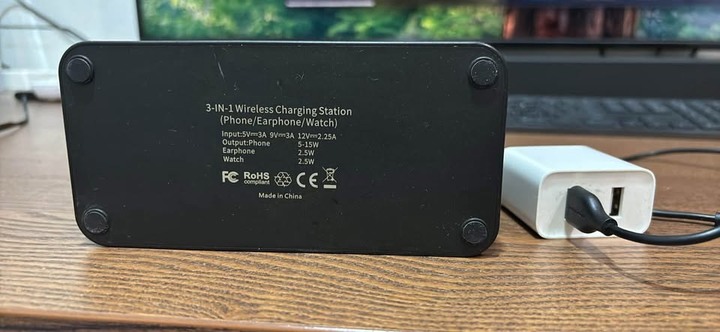 3-IN-1 Wireless Charging Station
(Phone/Earphone/Watch)
Input:5V⎓3A 9V⎓3A 12V⎓2.25A
Output:Phone 5-15W
Earphone 2.5W
Watch 2.5W
FC RoHS compliant CE
Made in China